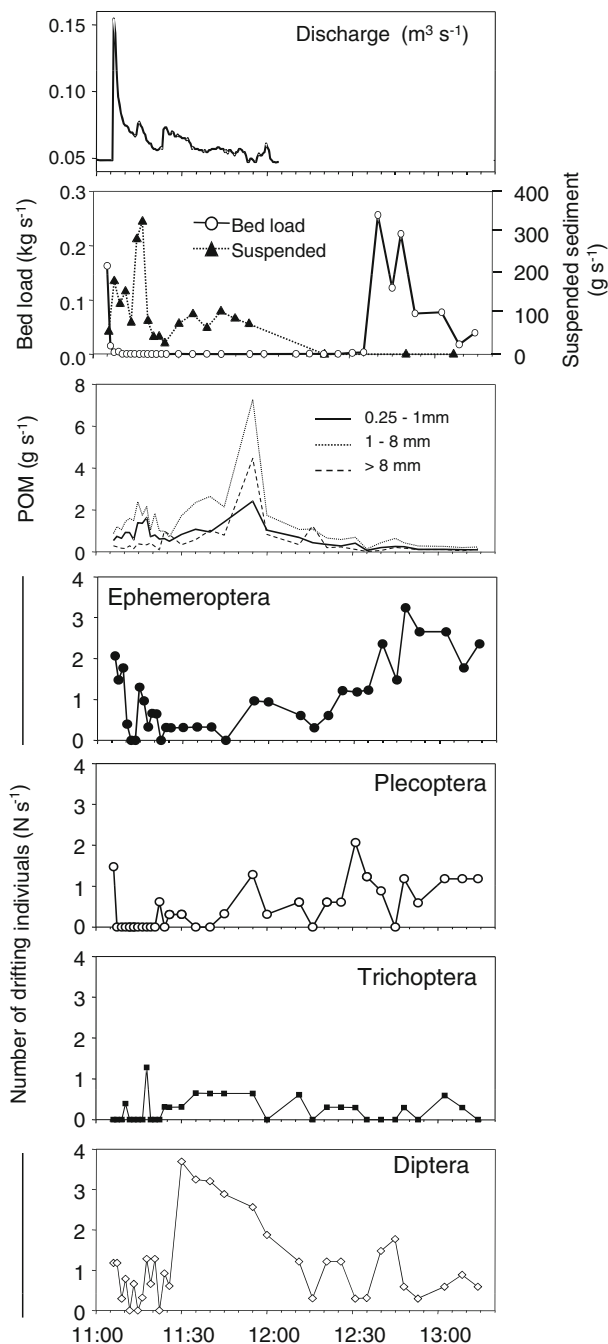 Discharge (m³ s⁻¹)
0.15
0.10
0.05
Bed load (kg s⁻¹)
0.3
0.2
0.1
0.0
Bed load
Suspended
400
300
200
100
0
Suspended sediment
(g s⁻¹)
POM (g s⁻¹)
8
6
4
2
0
0.25 - 1mm
1 - 8 mm
> 8 mm
Number of drifting indiviuals (N s⁻¹)
4
3
2
1
0
Ephemeroptera
4
3
2
1
0
Plecoptera
4
3
2
1
0
Trichoptera
4
3
2
1
0
Diptera
11:00 11:30 12:00 12:30 13:00